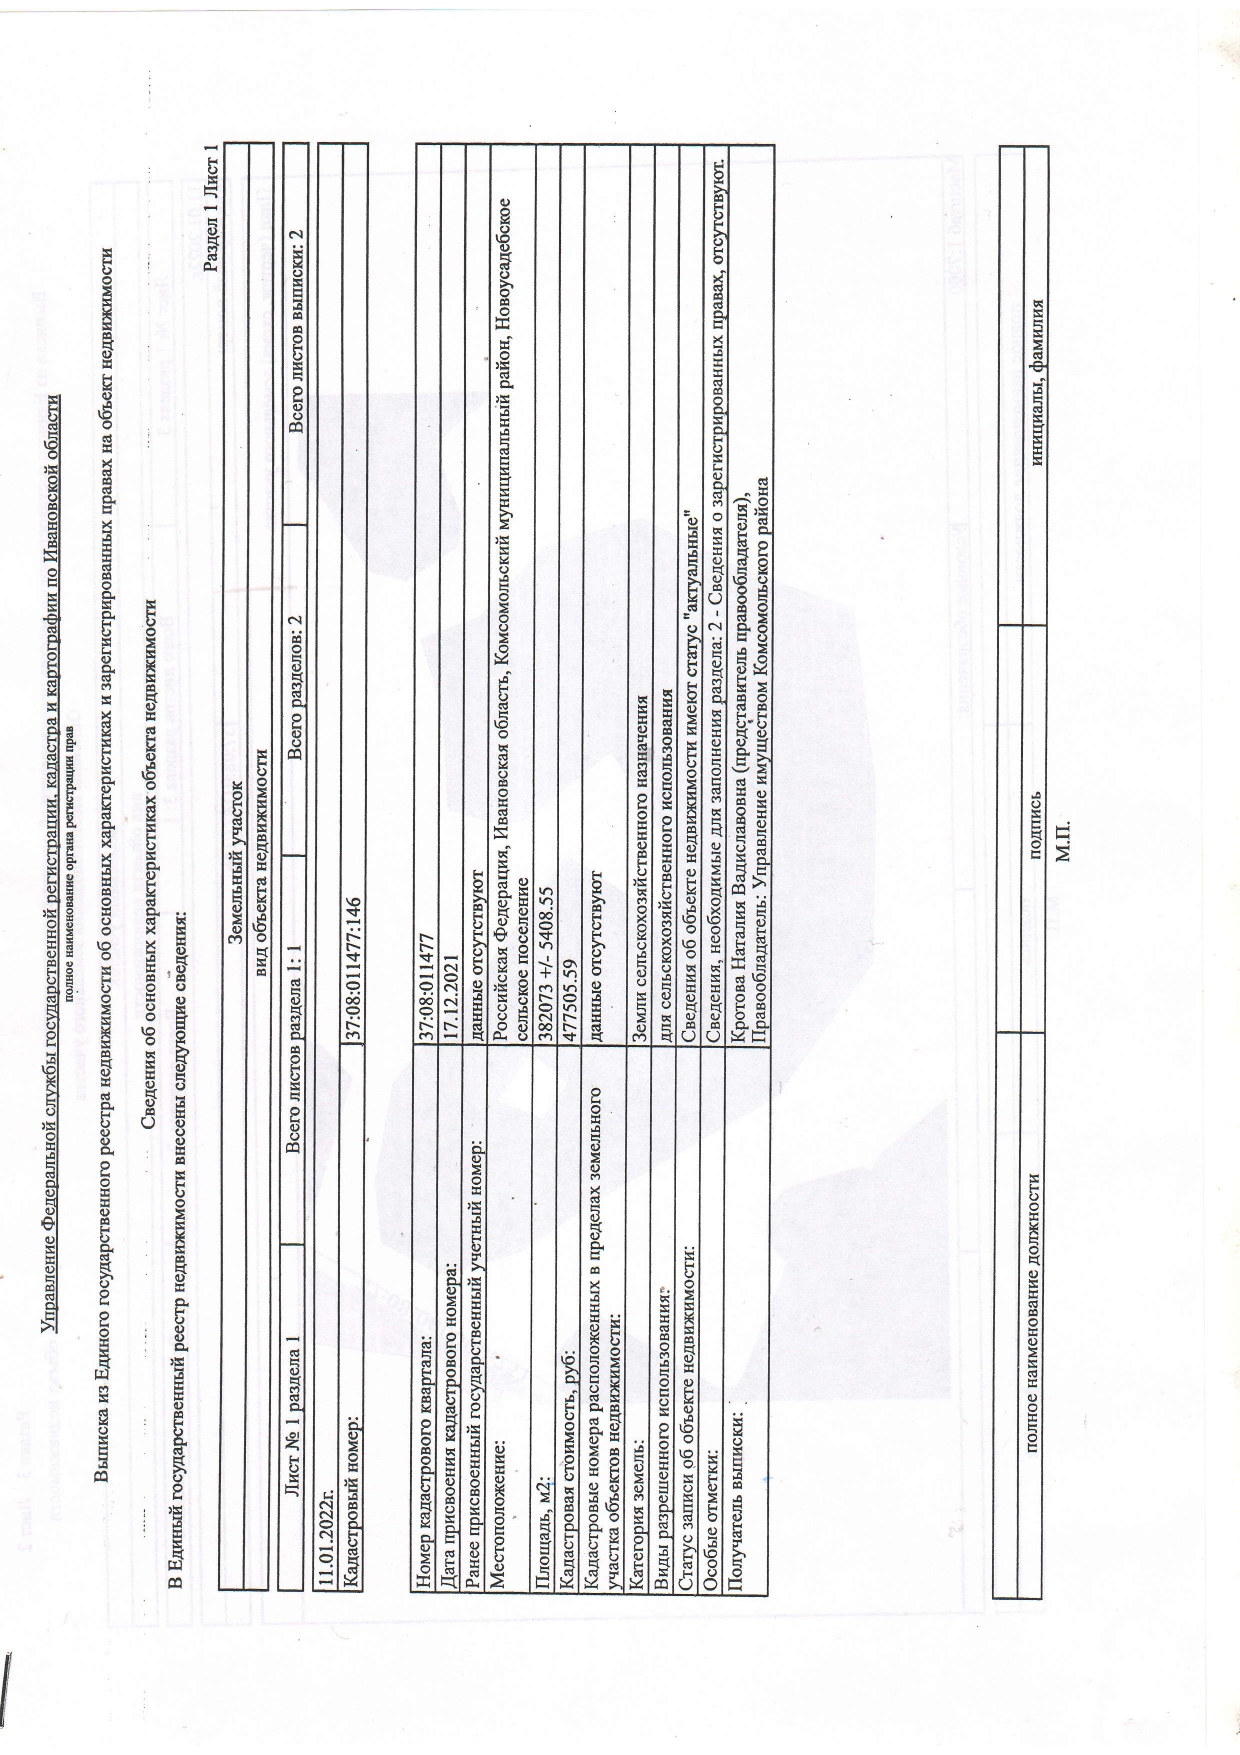 Управление Федеральной службы государственной регистрации, кадастра и картографии по Ивановской области
полное наименование органа регистрации прав
Выписка из Единого государственного реестра недвижимости об основных характеристиках и зарегистрированных правах на объект недвижимости
Сведения об основных характеристиках объекта недвижимости
В Единый государственный реестр недвижимости внесены следующие сведения:
Раздел 1 Лист 1
Земельный участок
вид объекта недвижимости
Лист № 1 раздела 1 Всего листов раздела 1: 1 Всего разделов: 2 Всего листов выписки: 2
11.01.2022г.
Кадастровый номер: 37:08:011477:146
Номер кадастрового квартала: 37:08:011477
Дата присвоения кадастрового номера: 17.12.2021
Ранее присвоенный государственный учетный номер: данные отсутствуют
Местоположение: Российская Федерация, Ивановская область, Комсомольский муниципальный район, Новоусадебское
сельское поселение
Площадь, м2: 382073 +/- 5408.55
Кадастровая стоимость, руб: 477505.59
Кадастровые номера расположенных в пределах земельного
участка объектов недвижимости: данные отсутствуют
Категория земель: Земли сельскохозяйственного назначения
Виды разрешенного использования: для сельскохозяйственного использования
Статус записи об объекте недвижимости: Сведения об объекте недвижимости имеют статус "актуальные"
Особые отметки: Сведения, необходимые для заполнения раздела: 2 - Сведения о зарегистрированных правах, отсутствуют.
Получатель выписки: Кротова Наталия Вадиславовна (представитель правообладателя),
Правообладатель: Управление имуществом Комсомольского района
полное наименование должности подпись инициалы, фамилия
М.П.